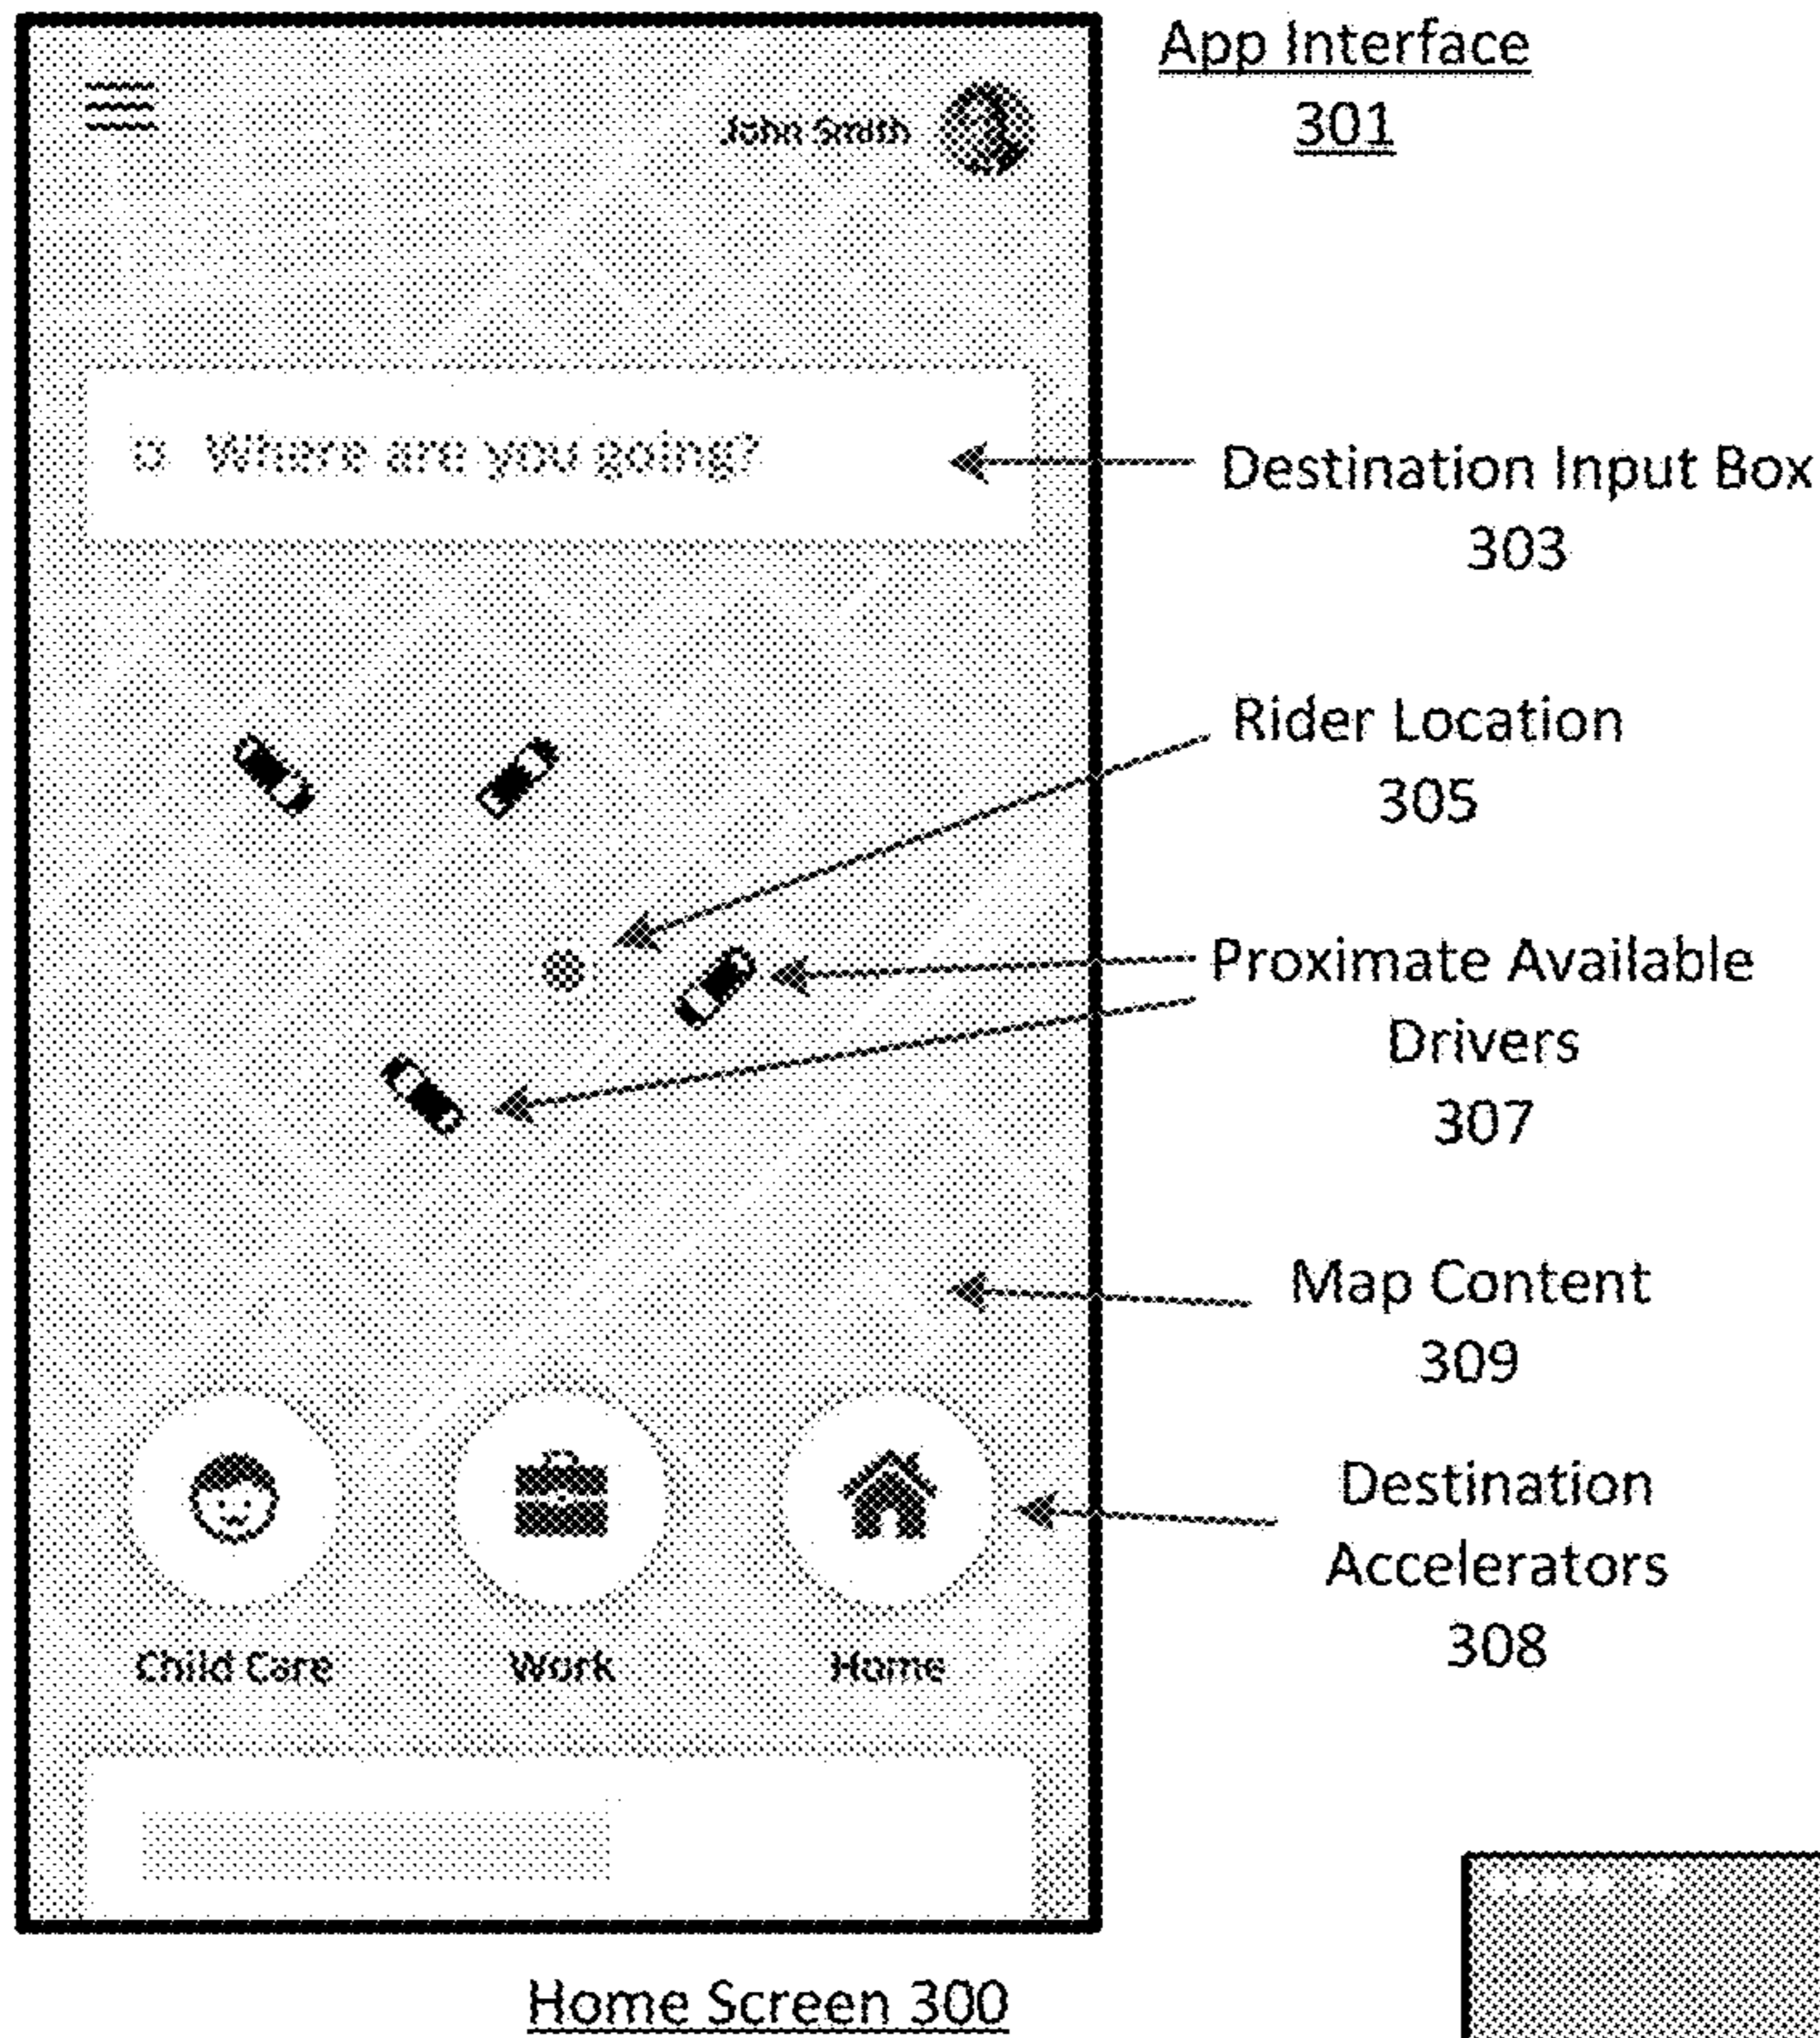 App Interface
301
John Smith
Where are you going?
Destination Input Box
303
Rider Location
305
Proximate Available
Drivers
307
Map Content
309
Destination
Accelerators
308
Child Care
Work
Home
Home Screen 300